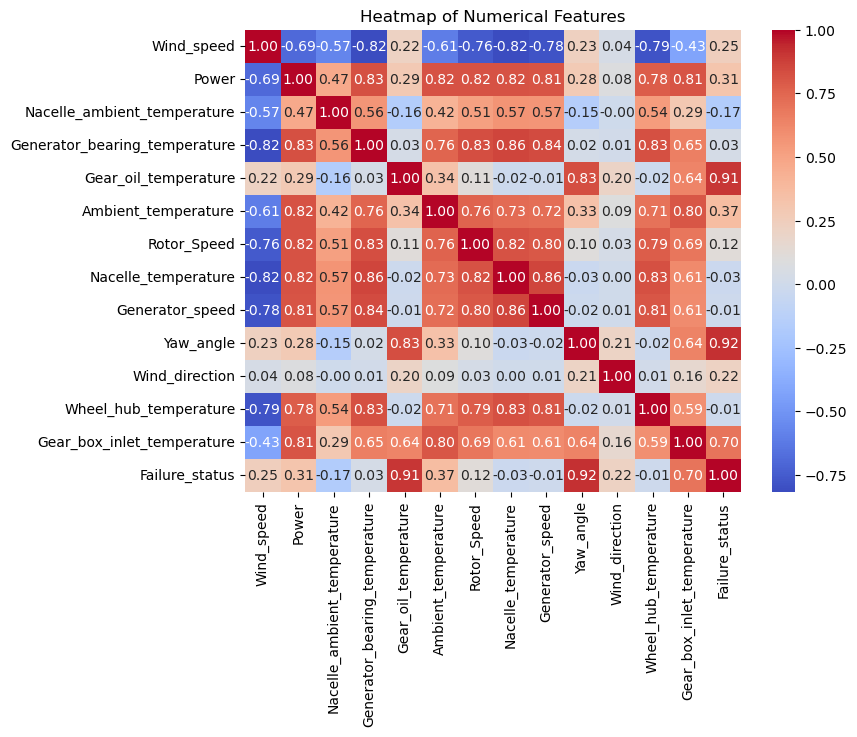 Heatmap of Numerical Features
Wind_speed 1.00 -0.69 -0.57 -0.82 0.22 -0.61 -0.76 -0.82 -0.78 0.23 0.04 -0.79 -0.43 0.25
Power -0.69 1.00 0.47 0.83 0.29 0.82 0.82 0.82 0.81 0.28 0.08 0.78 0.81 0.31
Nacelle_ambient_temperature -0.57 0.47 1.00 0.56 -0.16 0.42 0.51 0.57 0.57 -0.15 -0.00 0.54 0.29 -0.17
Generator_bearing_temperature -0.82 0.83 0.56 1.00 0.03 0.76 0.83 0.86 0.84 0.02 0.01 0.83 0.65 0.03
Gear_oil_temperature 0.22 0.29 -0.16 0.03 1.00 0.34 0.11 -0.02 -0.01 0.83 0.20 -0.02 0.64 0.91
Ambient_temperature -0.61 0.82 0.42 0.76 0.34 1.00 0.76 0.73 0.72 0.33 0.09 0.71 0.80 0.37
Rotor_Speed -0.76 0.82 0.51 0.83 0.11 0.76 1.00 0.82 0.80 0.10 0.03 0.79 0.69 0.12
Nacelle_temperature -0.82 0.82 0.57 0.86 -0.02 0.73 0.82 1.00 0.86 -0.03 0.00 0.83 0.61 -0.03
Generator_speed -0.78 0.81 0.57 0.84 -0.01 0.72 0.80 0.86 1.00 -0.02 0.01 0.81 0.61 -0.01
Yaw_angle 0.23 0.28 -0.15 0.02 0.83 0.33 0.10 -0.03 -0.02 1.00 0.21 -0.02 0.64 0.92
Wind_direction 0.04 0.08 -0.00 0.01 0.20 0.09 0.03 0.00 0.01 0.21 1.00 0.01 0.16 0.22
Wheel_hub_temperature -0.79 0.78 0.54 0.83 -0.02 0.71 0.79 0.83 0.81 -0.02 0.01 1.00 0.59 -0.01
Gear_box_inlet_temperature -0.43 0.81 0.29 0.65 0.64 0.80 0.69 0.61 0.61 0.64 0.16 0.59 1.00 0.70
Failure_status 0.25 0.31 -0.17 0.03 0.91 0.37 0.12 -0.03 -0.01 0.92 0.22 -0.01 0.70 1.00
Wind_speed
Power
Nacelle_ambient_temperature
Generator_bearing_temperature
Gear_oil_temperature
Ambient_temperature
Rotor_Speed
Nacelle_temperature
Generator_speed
Yaw_angle
Wind_direction
Wheel_hub_temperature
Gear_box_inlet_temperature
Failure_status
1.00
0.75
0.50
0.25
0.00
−0.25
−0.50
−0.75